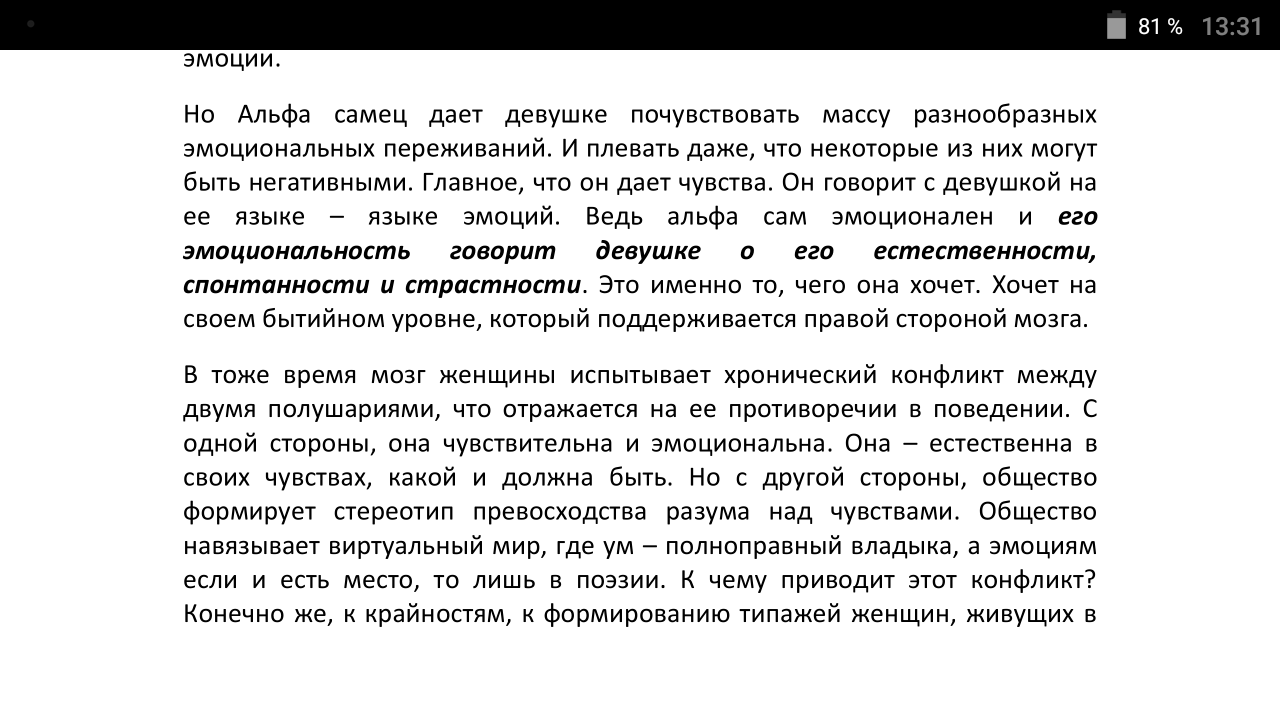 81 % 13:31
эмоции.
Но Альфа самец дает девушке почувствовать массу разнообразных
эмоциональных переживаний. И плевать даже, что некоторые из них могут
быть негативными. Главное, что он дает чувства. Он говорит с девушкой на
ее языке – языке эмоций. Ведь альфа сам эмоционален и его
эмоциональность говорит девушке о его естественности,
спонтанности и страстности. Это именно то, чего она хочет. Хочет на
своем бытийном уровне, который поддерживается правой стороной мозга.
В тоже время мозг женщины испытывает хронический конфликт между
двумя полушариями, что отражается на ее противоречии в поведении. С
одной стороны, она чувствительна и эмоциональна. Она – естественна в
своих чувствах, какой и должна быть. Но с другой стороны, общество
формирует стереотип превосходства разума над чувствами. Общество
навязывает виртуальный мир, где ум – полноправный владыка, а эмоциям
если и есть место, то лишь в поэзии. К чему приводит этот конфликт?
Конечно же, к крайностям, к формированию типажей женщин, живущих в